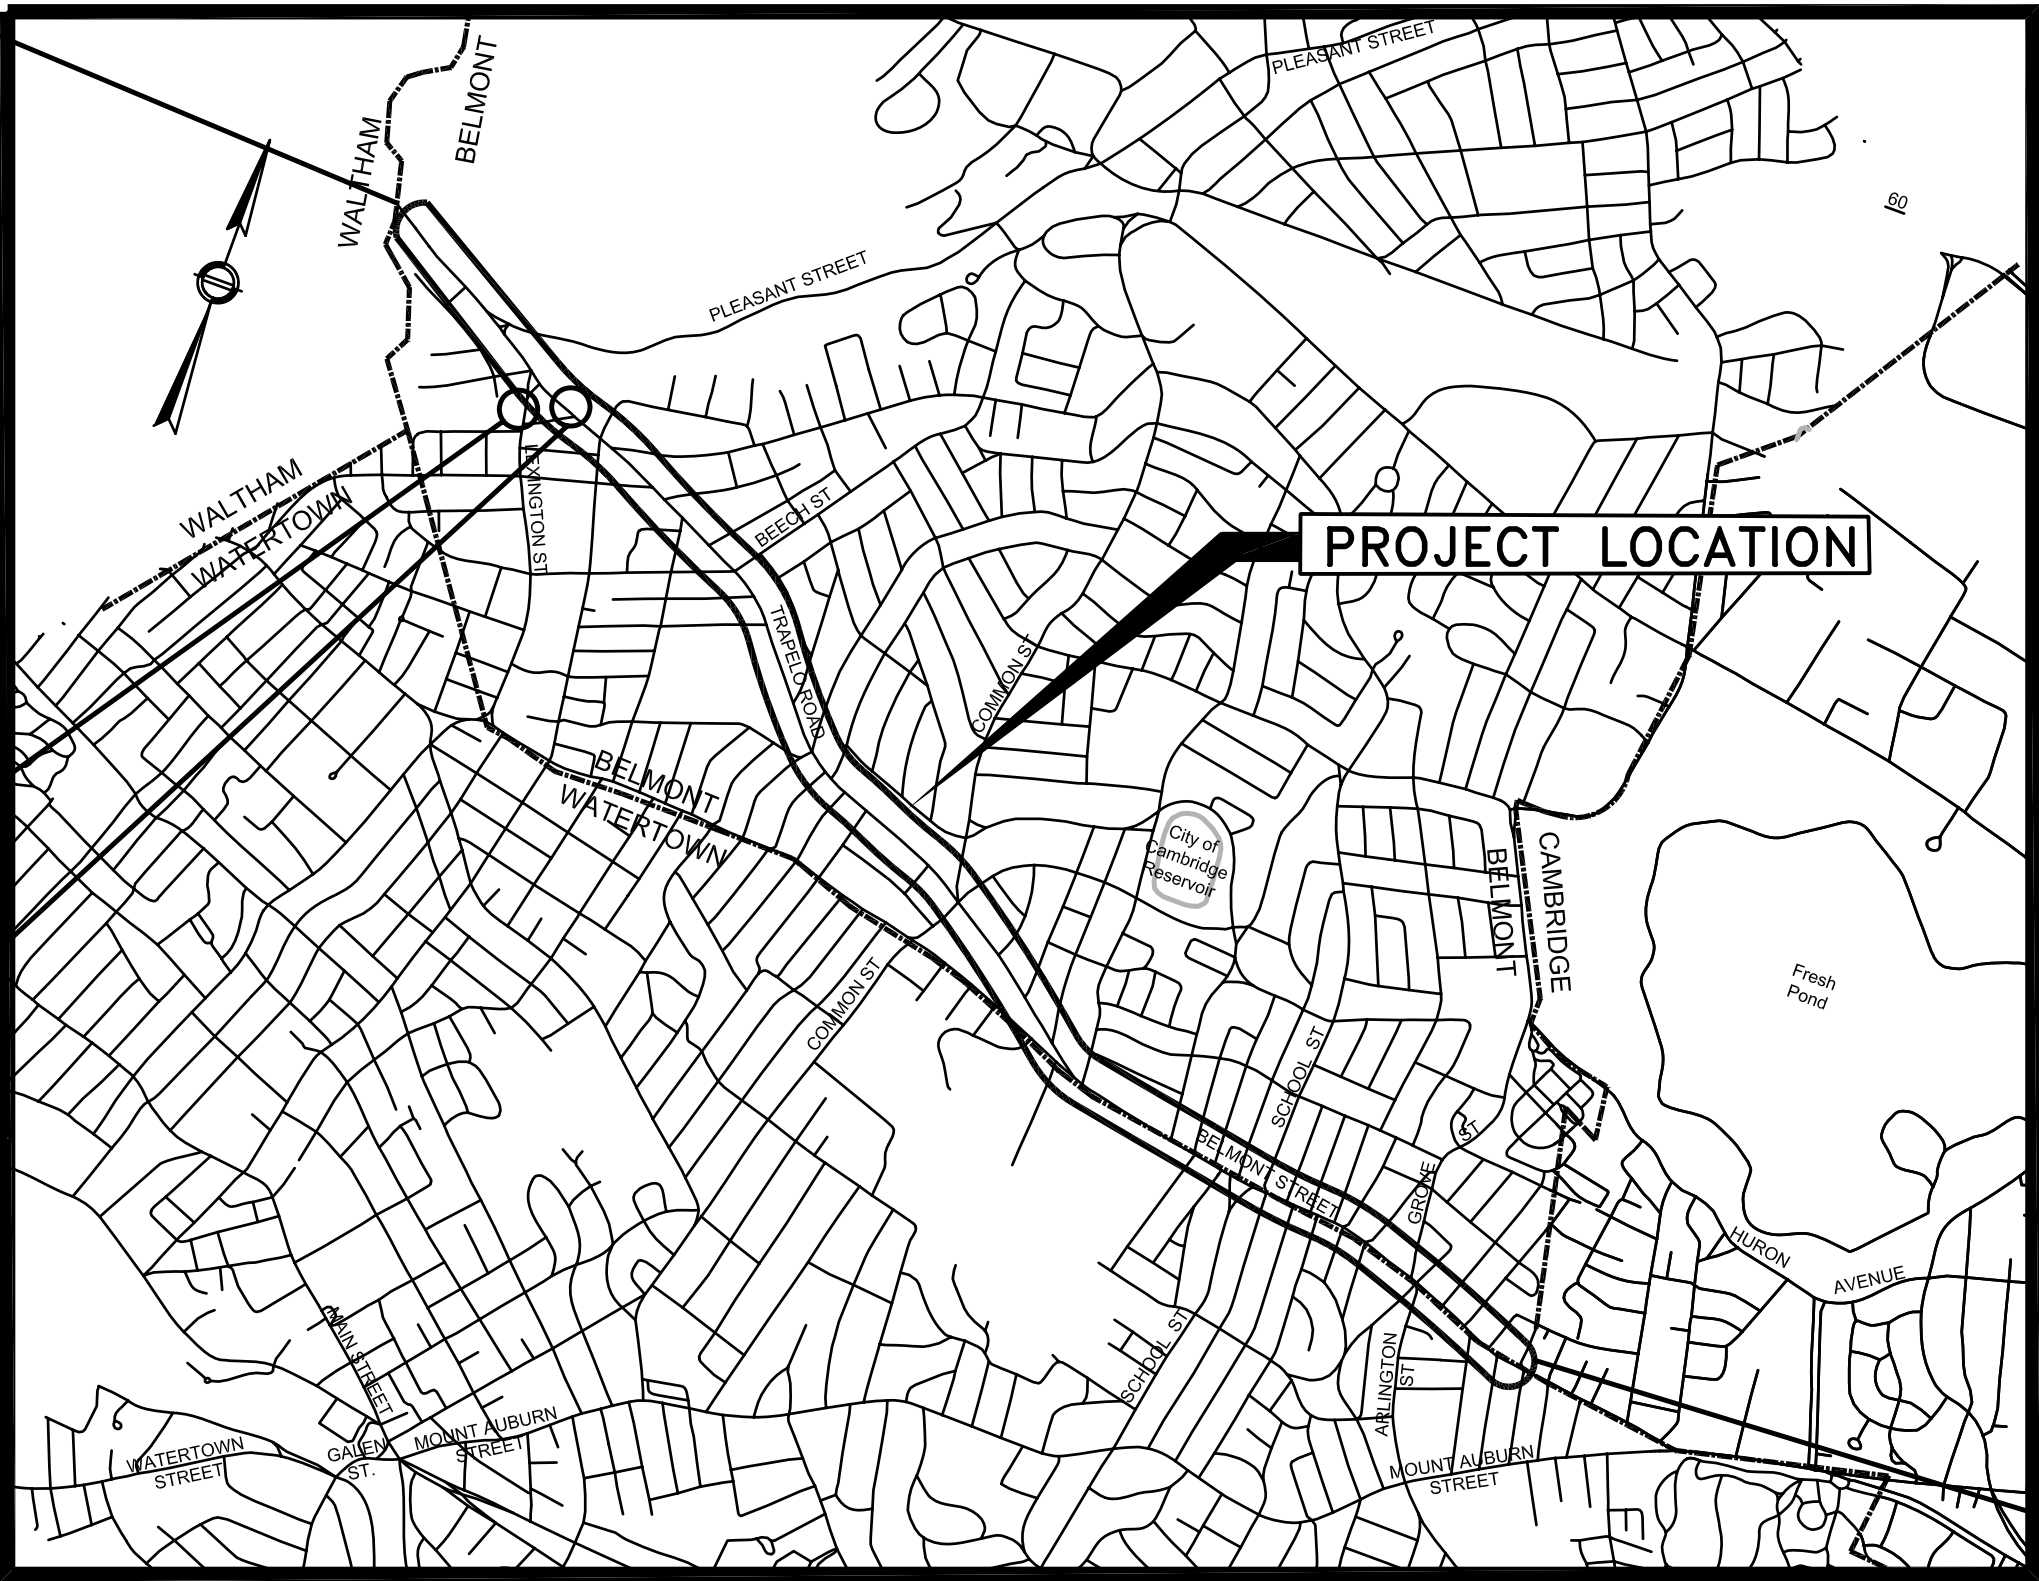 PLEASANT STREET
BELMONT
WALTHAM
60
PLEASANT STREET
WALTHAM
WATERTOWN
LEXINGTON ST
BEECH ST
PROJECT LOCATION
TRAPELO ROAD
COMMON ST
BELMONT
WATERTOWN
City of
Cambridge
Reservoir
BELMONT
CAMBRIDGE
Fresh
Pond
COMMON ST
SCHOOL ST
BELMONT STREET
GROVE
ST
HURON
AVENUE
MAIN STREET
SCHOOL ST
ARLINGTON
ST
WATERTOWN
STREET
GALEN
ST.
MOUNT AUBURN
STREET
MOUNT AUBURN
STREET